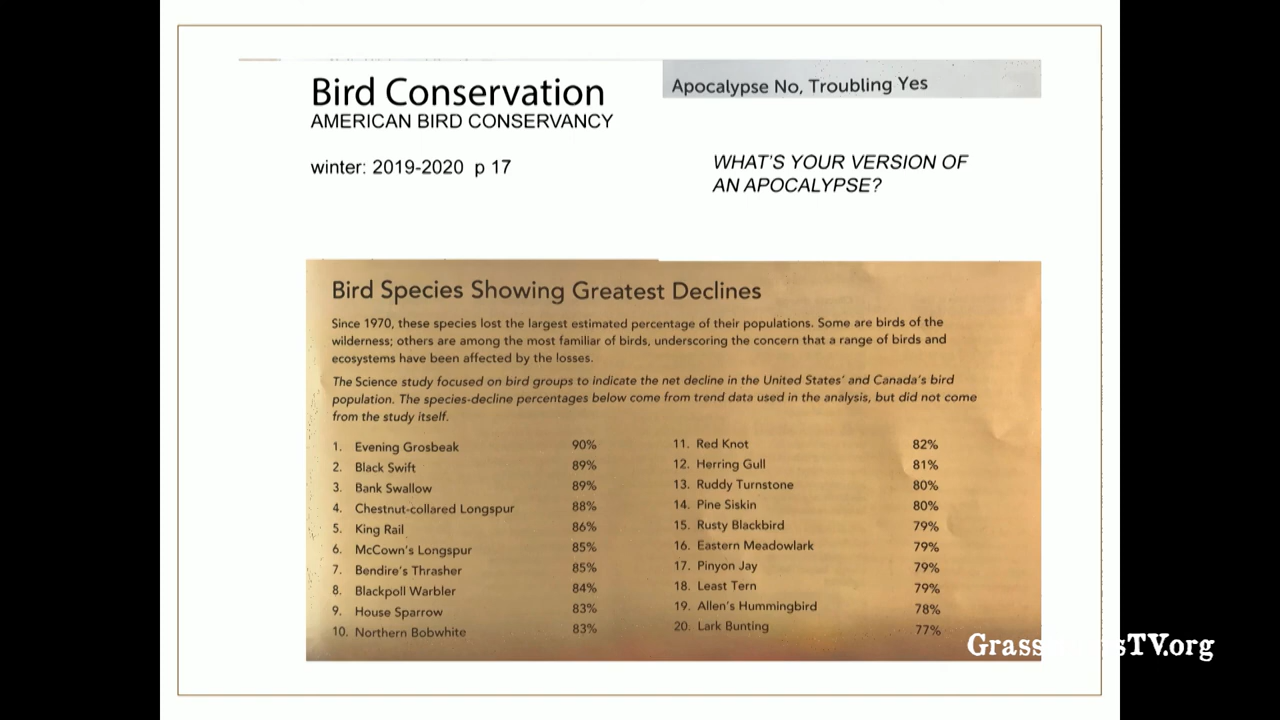 Bird Conservation
AMERICAN BIRD CONSERVANCY
winter: 2019-2020 p 17
Apocalypse No, Troubling Yes
WHAT'S YOUR VERSION OF
AN APOCALYPSE?
Bird Species Showing Greatest Declines
Since 1970, these species lost the largest estimated percentage of their populations. Some are birds of the
wilderness; others are among the most familiar of birds, underscoring the concern that a range of birds and
ecosystems have been affected by the losses.
The Science study focused on bird groups to indicate the net decline in the United States' and Canada's bird
population. The species-decline percentages below come from trend data used in the analysis, but did not come
from the study itself.
1. Evening Grosbeak 90%
2. Black Swift 89%
3. Bank Swallow 89%
4. Chestnut-collared Longspur 88%
5. King Rail 86%
6. McCown's Longspur 85%
7. Bendire's Thrasher 85%
8. Blackpoll Warbler 84%
9. House Sparrow 83%
10. Northern Bobwhite 83%
11. Red Knot 82%
12. Herring Gull 81%
13. Ruddy Turnstone 80%
14. Pine Siskin 80%
15. Rusty Blackbird 79%
16. Eastern Meadowlark 79%
17. Pinyon Jay 79%
18. Least Tern 79%
19. Allen's Hummingbird 78%
20. Lark Bunting 77%